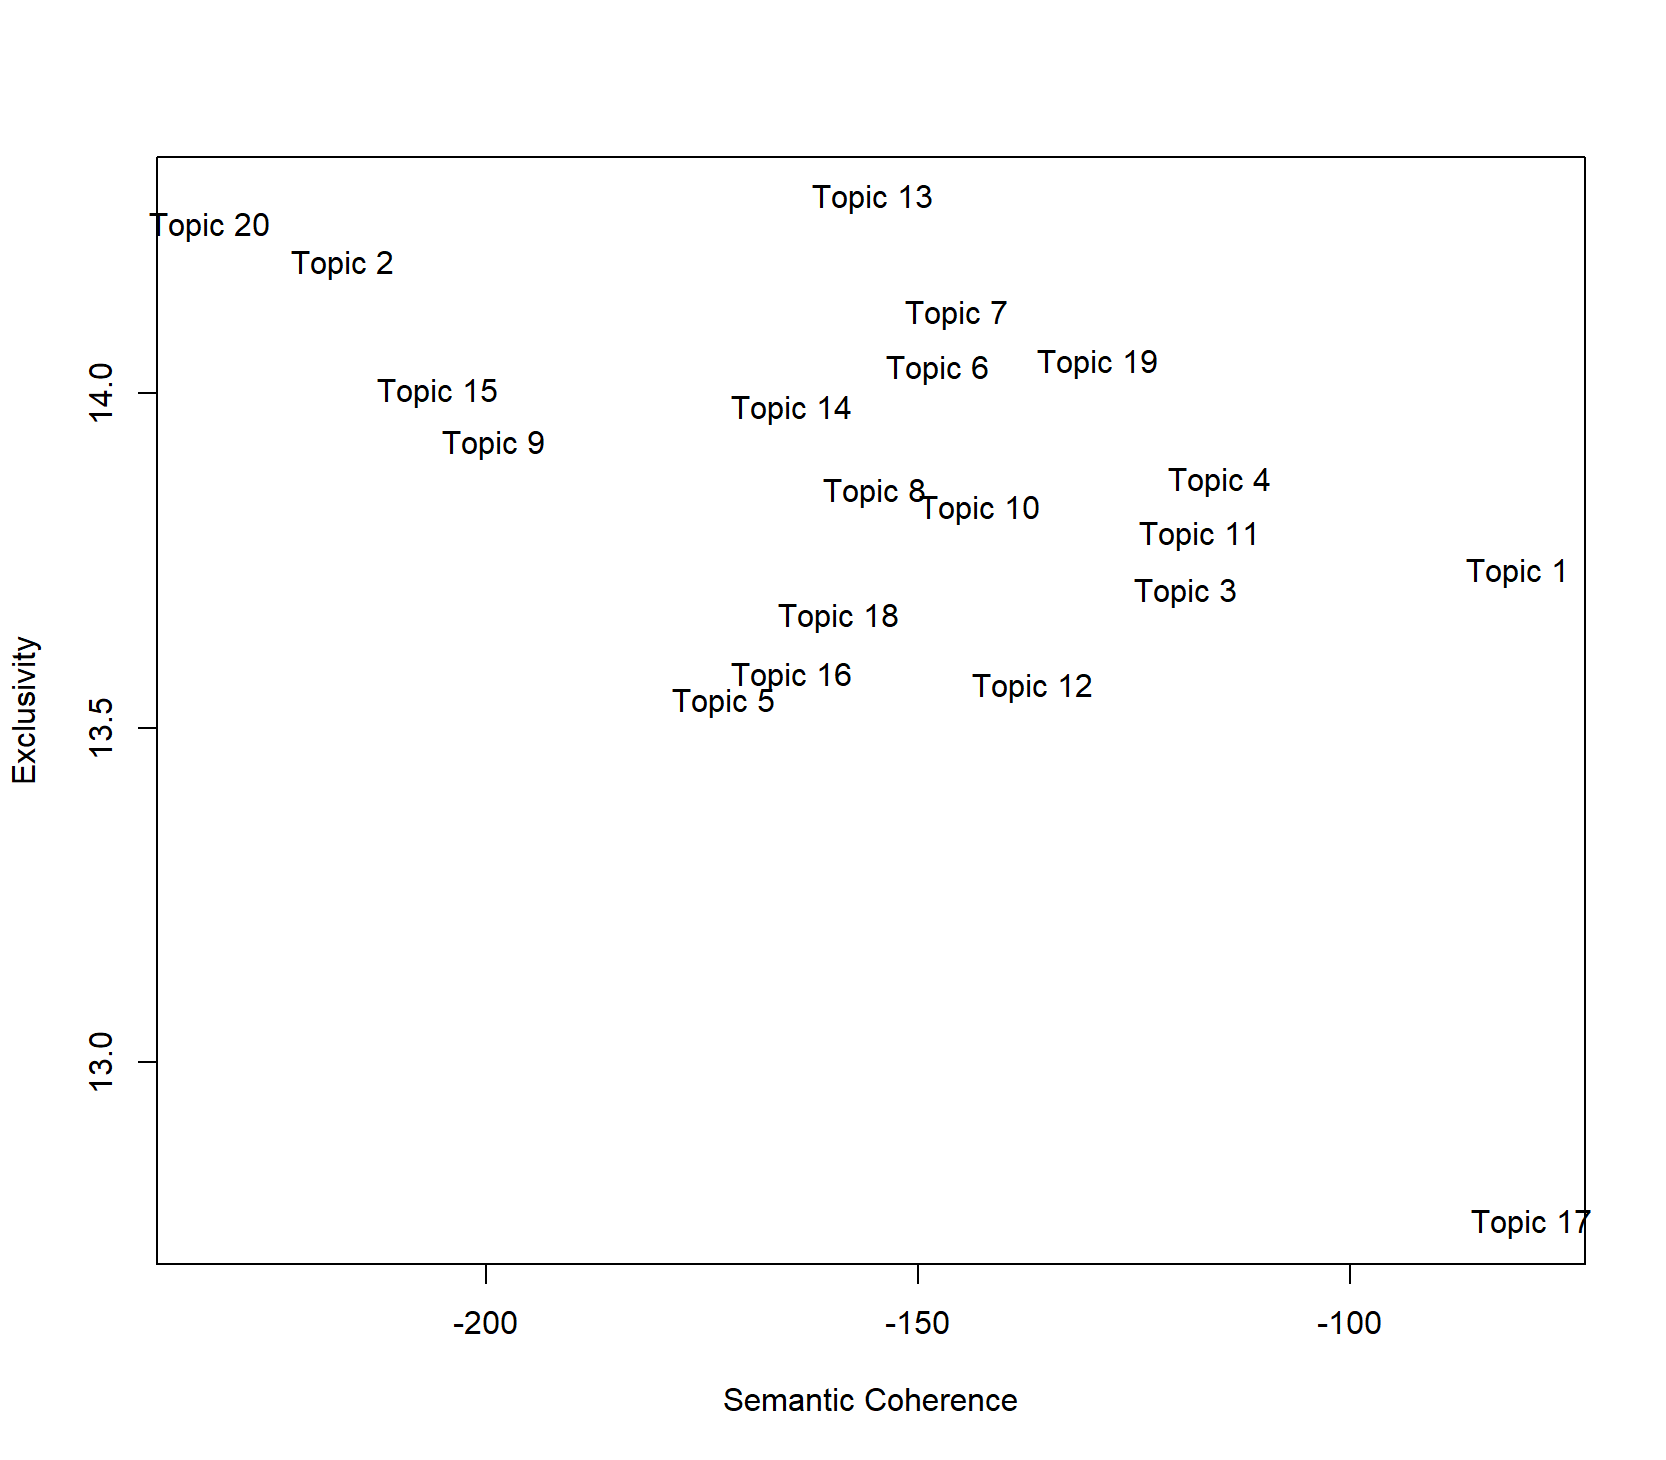 Topic 13
Topic 20
Topic 2
Topic 7
Topic 19
Topic 6
Topic 15
Topic 14
Topic 9
Topic 4
Topic 8
Topic 10
Topic 11
Topic 1
Topic 3
Topic 18
Topic 16
Topic 12
Topic 5
Topic 17
14.0
13.5
13.0
Exclusivity
-200
-150
-100
Semantic Coherence